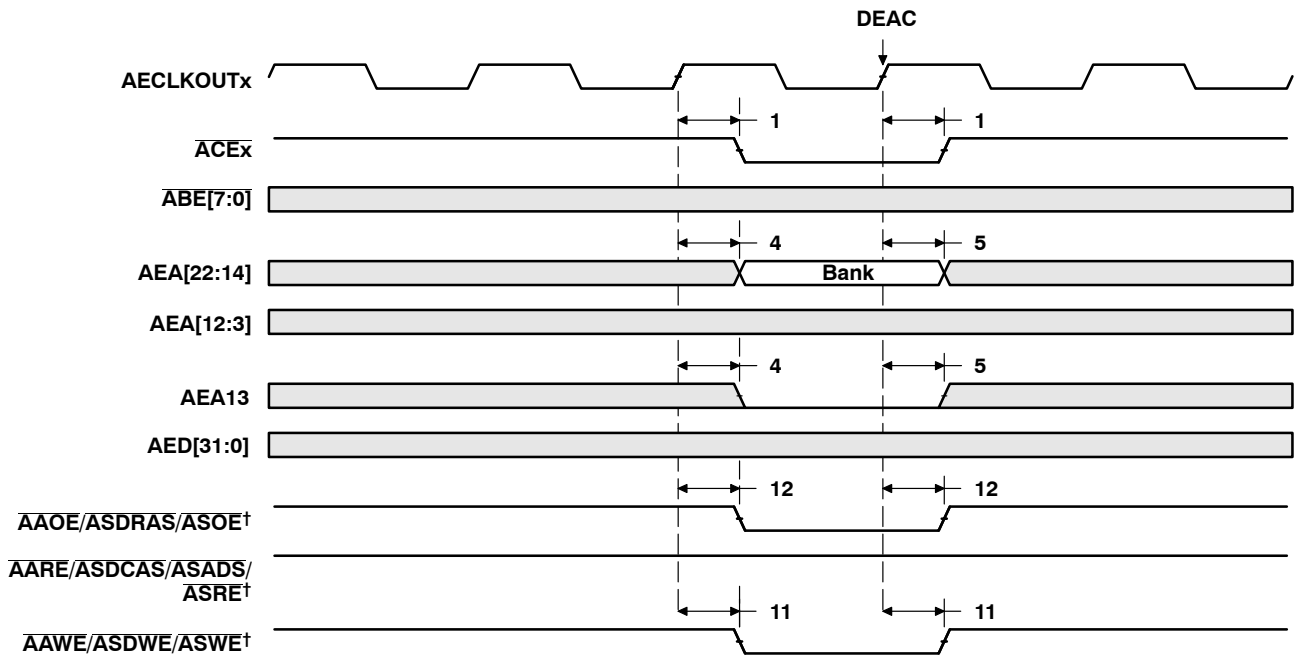 DEAC
AECLKOUTx
1 1
ACEx
ABE[7:0]
4 5
AEA[22:14] Bank
AEA[12:3]
4 5
AEA13
AED[31:0]
12 12
AAOE/ASDRAS/ASOE†
AARE/ASDCAS/ASADS/
ASRE†
11 11
AAWE/ASDWE/ASWE†